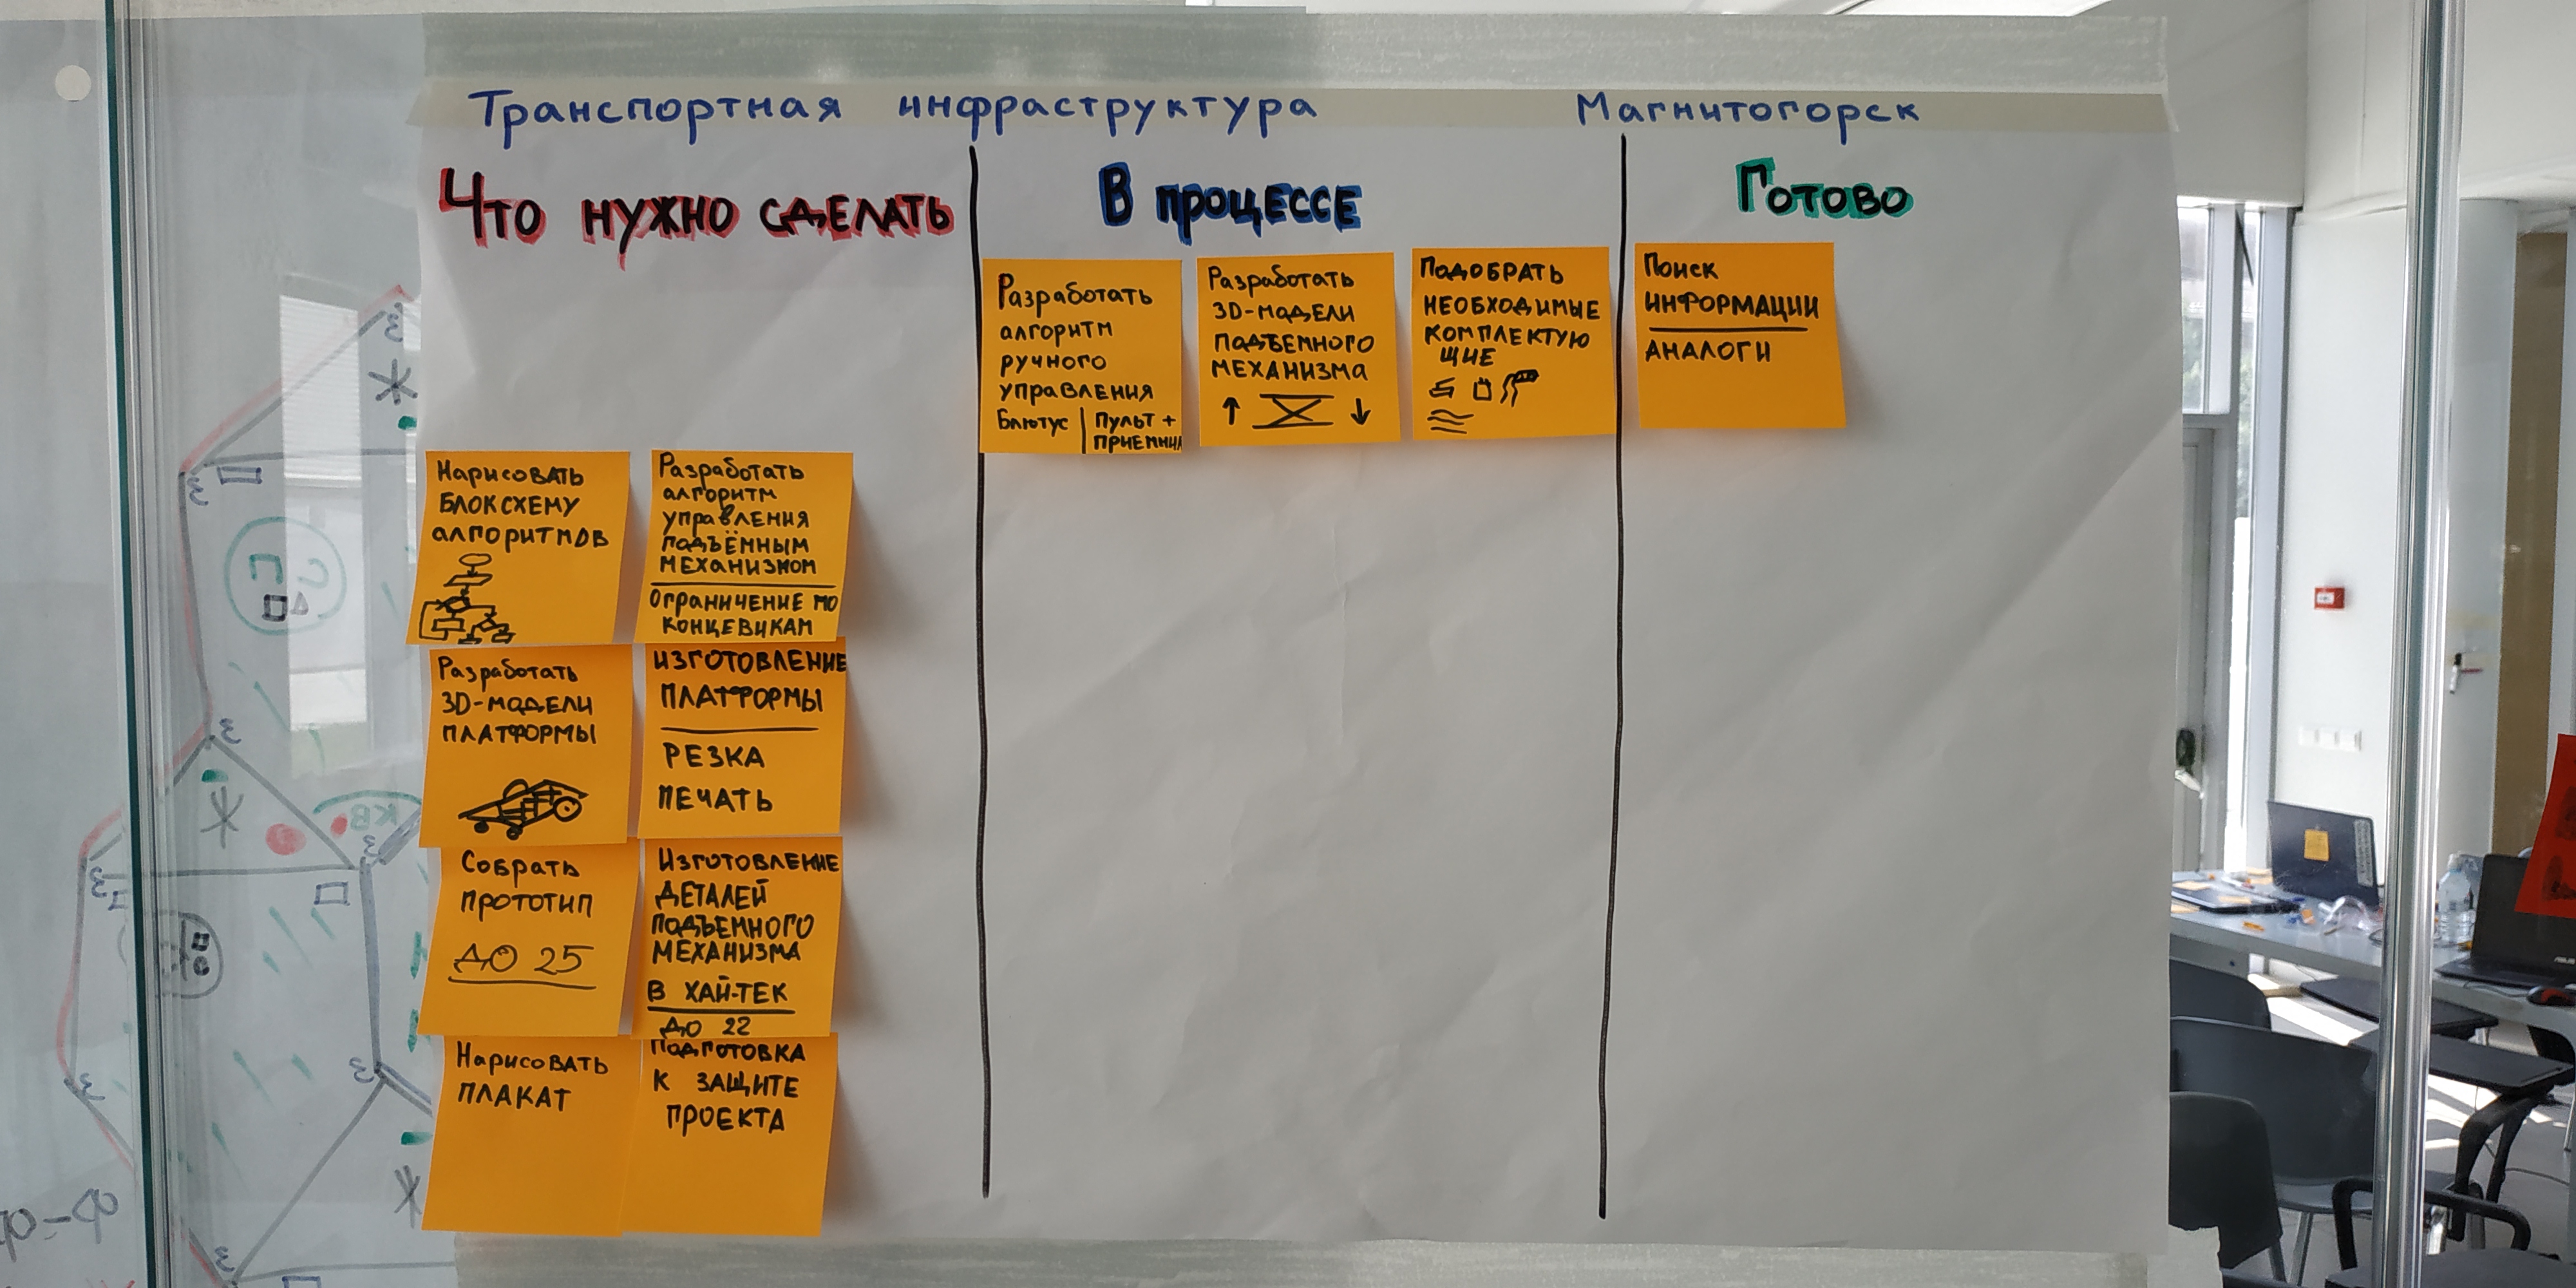 Транспортная инфраструктура Магнитогорск
Что нужно сделать
Нарисовать
блоксхему
алгоритмов
Разработать
алгоритм
управления
подъёмным
механизмом
Ограничение по
концевикам
Разработать
3D-модели
платформы
Изготовление
платформы
резка
печать
Собрать
прототип
до 25
Изготовление
деталей
подъемного
механизма
в хай-тек
до 22
Нарисовать
плакат
Подготовка
к защите
проекта
В процессе
Разработать
алгоритм
ручного
управления
Блютус | Пульт +
приемник
Разработать
3D-модели
подъемного
механизма
Подобрать
необходимые
комплектую
щие
Готово
Поиск
информации
аналоги